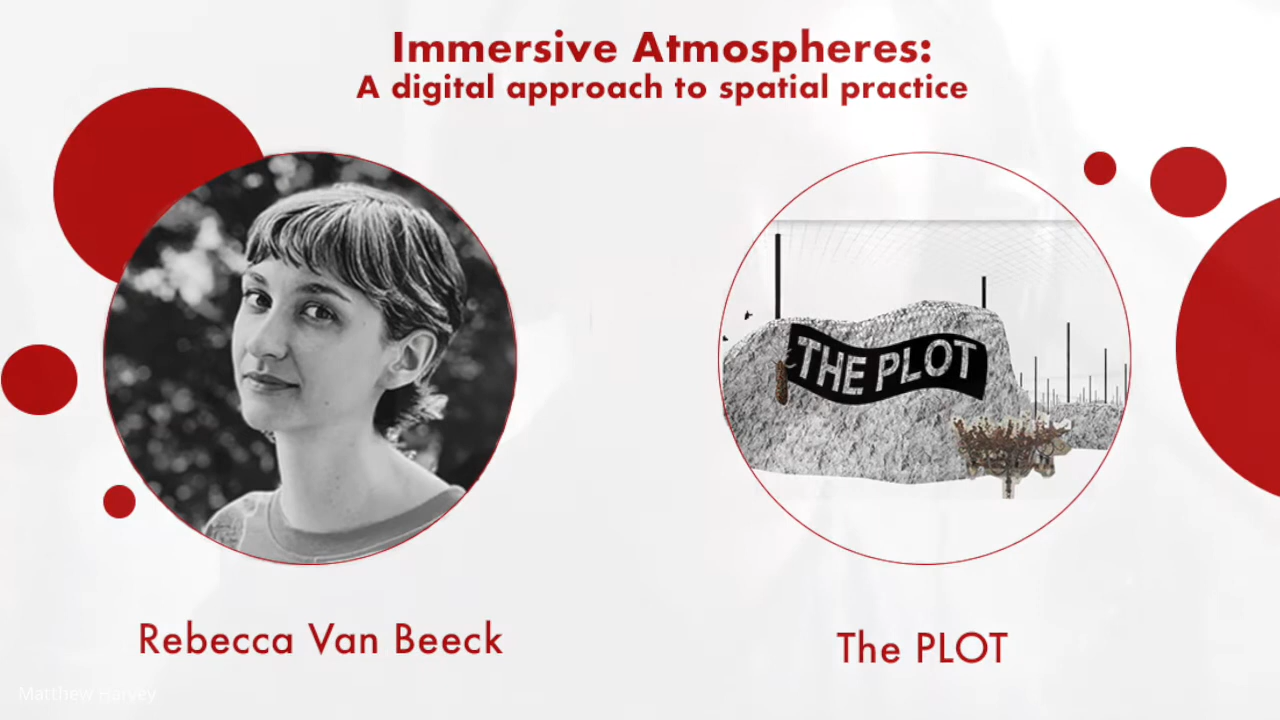 Immersive Atmospheres:
A digital approach to spatial practice
THE PLOT
Rebecca Van Beeck
The PLOT
Matthew Harvey